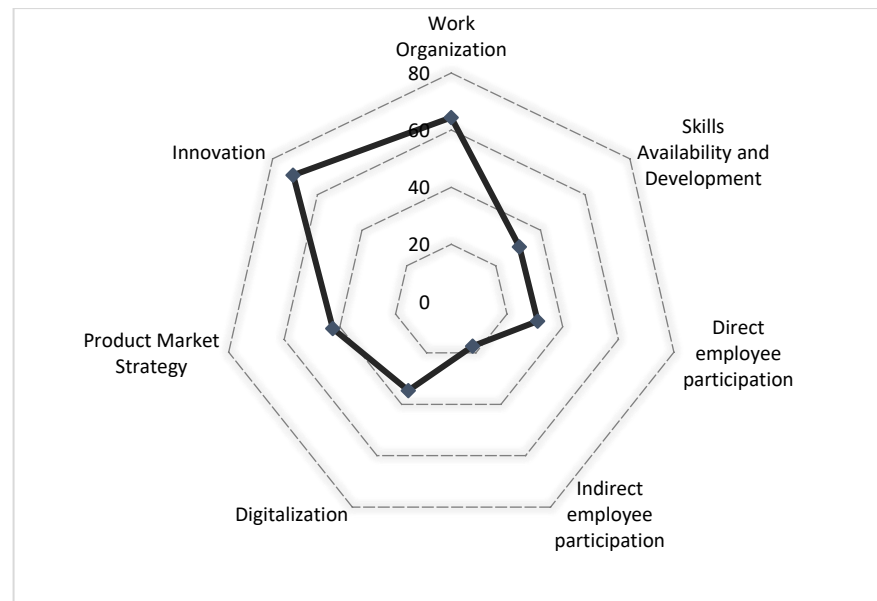 Work
Organization
80
60
40
20
0
Skills
Availability and
Development
Direct
employee
participation
Indirect
employee
participation
Digitalization
Product Market
Strategy
Innovation